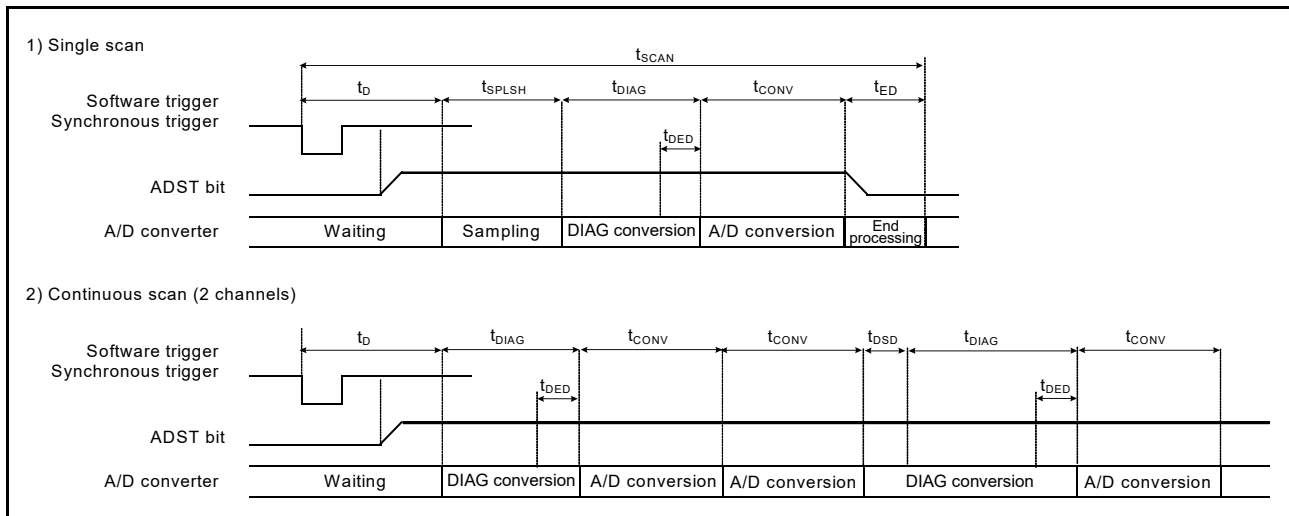 1) Single scan
tSCAN
tD tSPLSH tDIAG tCONV tED
Software trigger
Synchronous trigger
tDED
ADST bit
A/D converter Waiting Sampling DIAG conversion A/D conversion End processing
2) Continuous scan (2 channels)
tD tDIAG tCONV tCONV tDSD tDIAG tCONV
Software trigger
Synchronous trigger
tDED tDED
ADST bit
A/D converter Waiting DIAG conversion A/D conversion A/D conversion DIAG conversion A/D conversion